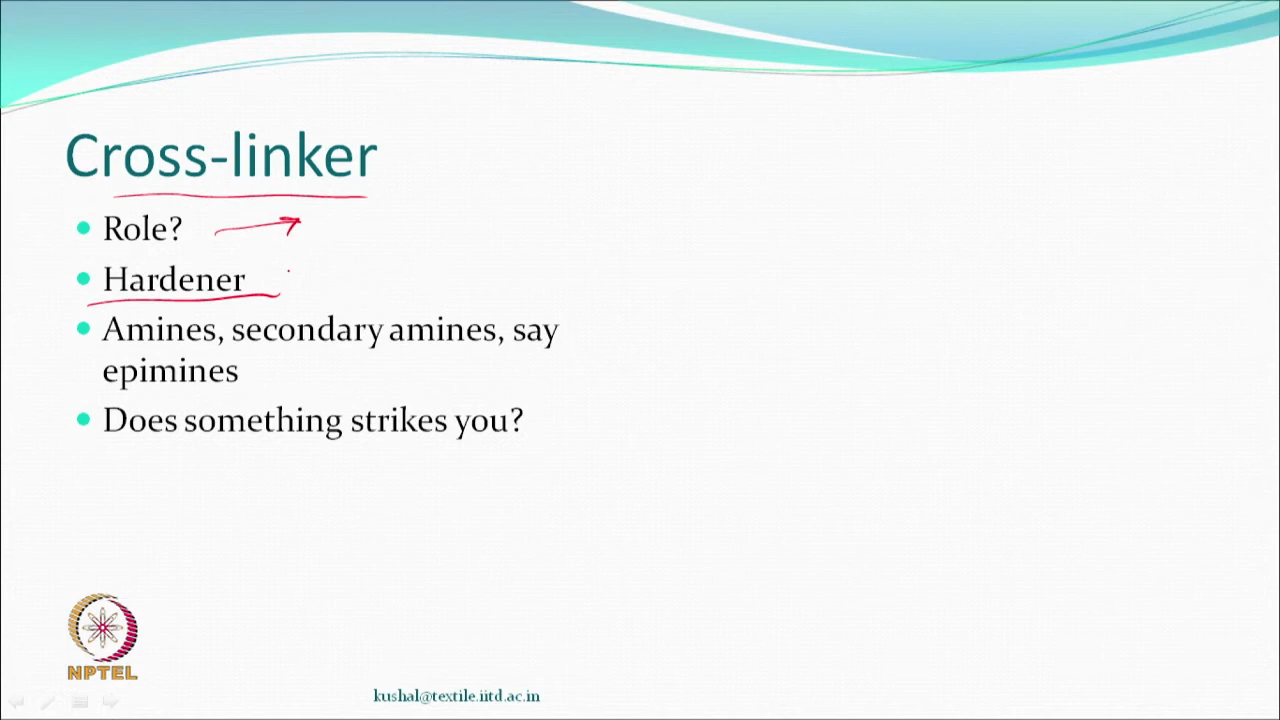 Cross-linker
Role?
Hardener
Amines, secondary amines, say
epimines
Does something strikes you?
NPTEL
kushal@textile.iitd.ac.in